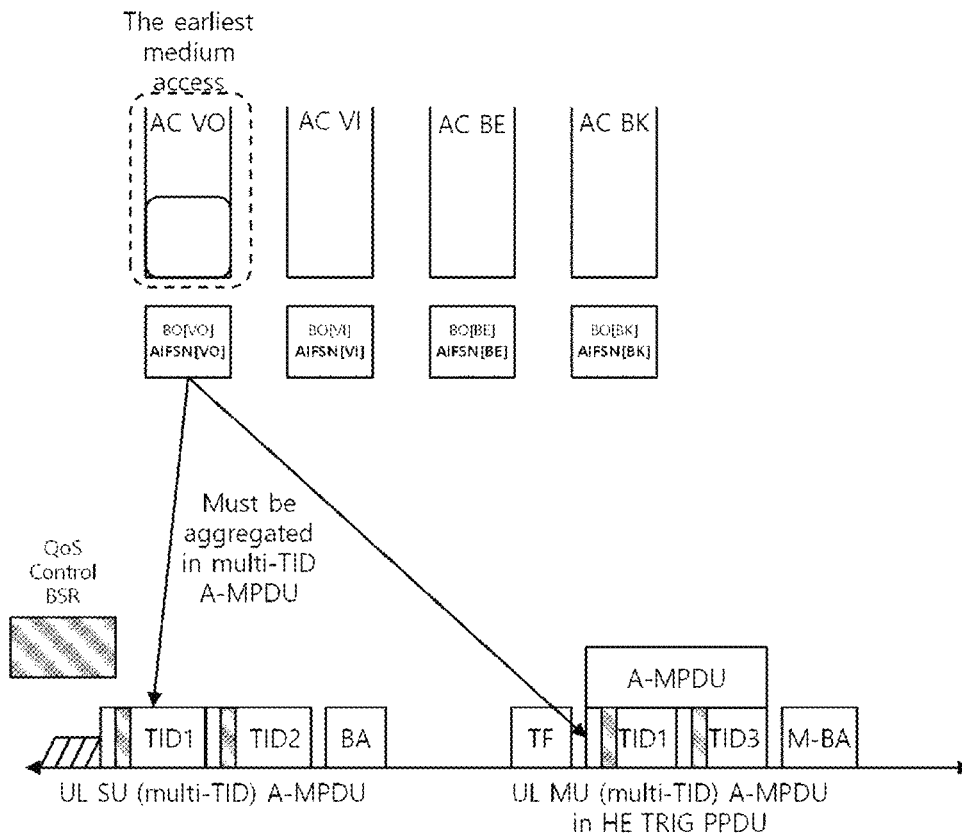 The earliest
medium
access
AC VO
AC VI
AC BE
AC BK
BO[VO]
AIFSN[VO]
BO[VI]
AIFSN[VI]
BO[BE]
AIFSN[BE]
BO[BK]
AIFSN[BK]
Must be
aggregated
in multi-TID
A-MPDU
QoS
Control
BSR
A-MPDU
TID1
TID2
BA
TF
TID1
TID3
M-BA
UL SU (multi-TID) A-MPDU
UL MU (multi-TID) A-MPDU
in HE TRIG PPDU